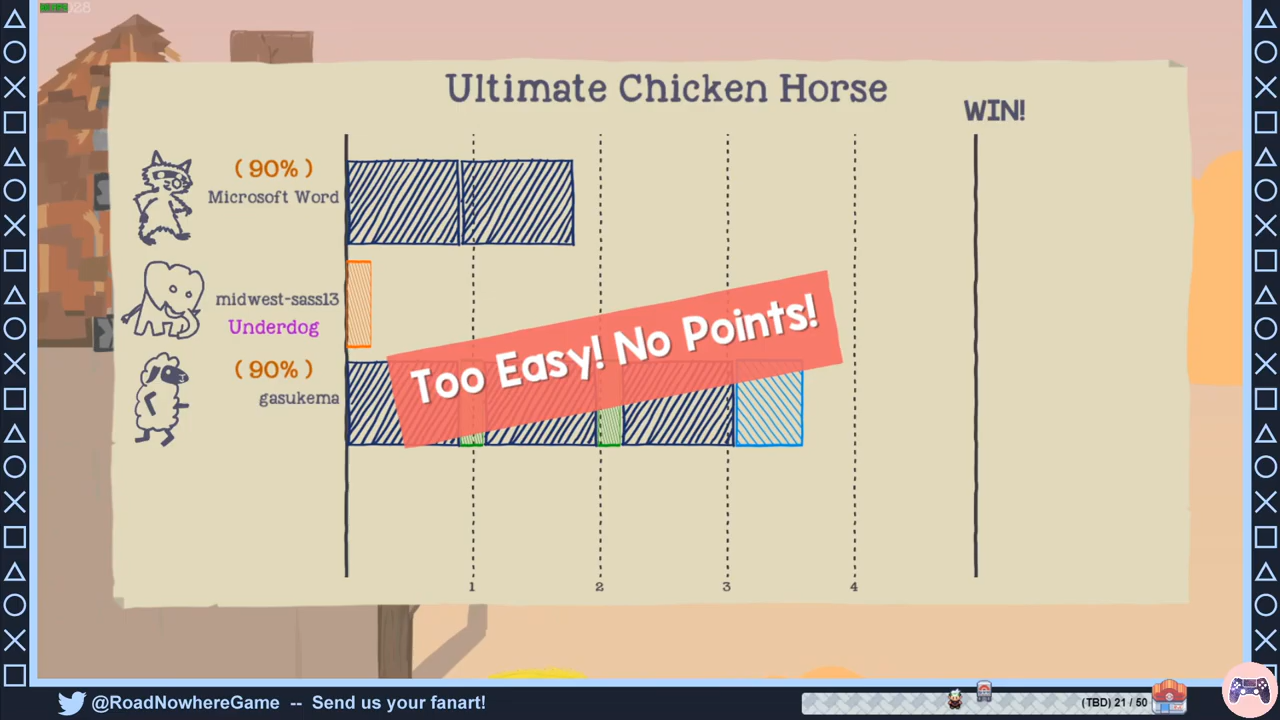 Ultimate Chicken Horse
WIN!
( 90% )
Microsoft Word
midwest-sass13
Underdog
( 90% )
gasukema
Too Easy! No Points!
1 2 3 4
@RoadNowhereGame -- Send us your fanart!
(TBD) 21 / 50